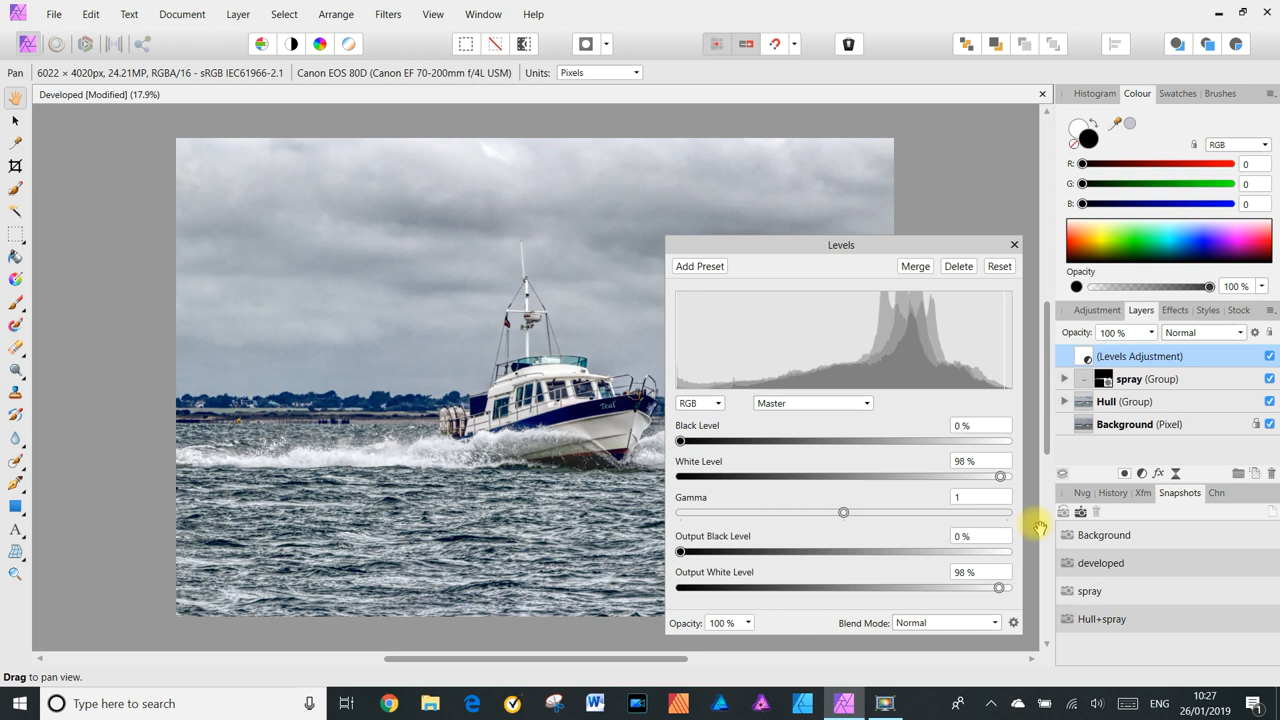 File Edit Text Document Layer Select Arrange Filters View Window Help
Pan 6022 × 4020px, 24.21MP, RGBA/16 - sRGB IEC61966-2.1 Canon EOS 80D (Canon EF 70-200mm f/4L USM) Units: Pixels
Developed [Modified] (17.9%)
Histogram Colour Swatches Brushes
RGB
R: 0
G: 0
B: 0
Opacity
100 %
Adjustment Layers Effects Styles Stock
Opacity: 100 % Normal
(Levels Adjustment)
spray (Group)
Hull (Group)
Background (Pixel)
Nvg History Xfm Snapshots Chn
Background
developed
spray
Hull+spray
Levels
Add Preset Merge Delete Reset
RGB Master
Black Level 0 %
White Level 98 %
Gamma 1
Output Black Level 0 %
Output White Level 98 %
Opacity: 100 % Blend Mode: Normal
Teal
Drag to pan view.
Type here to search
ENG
10:27
26/01/2019